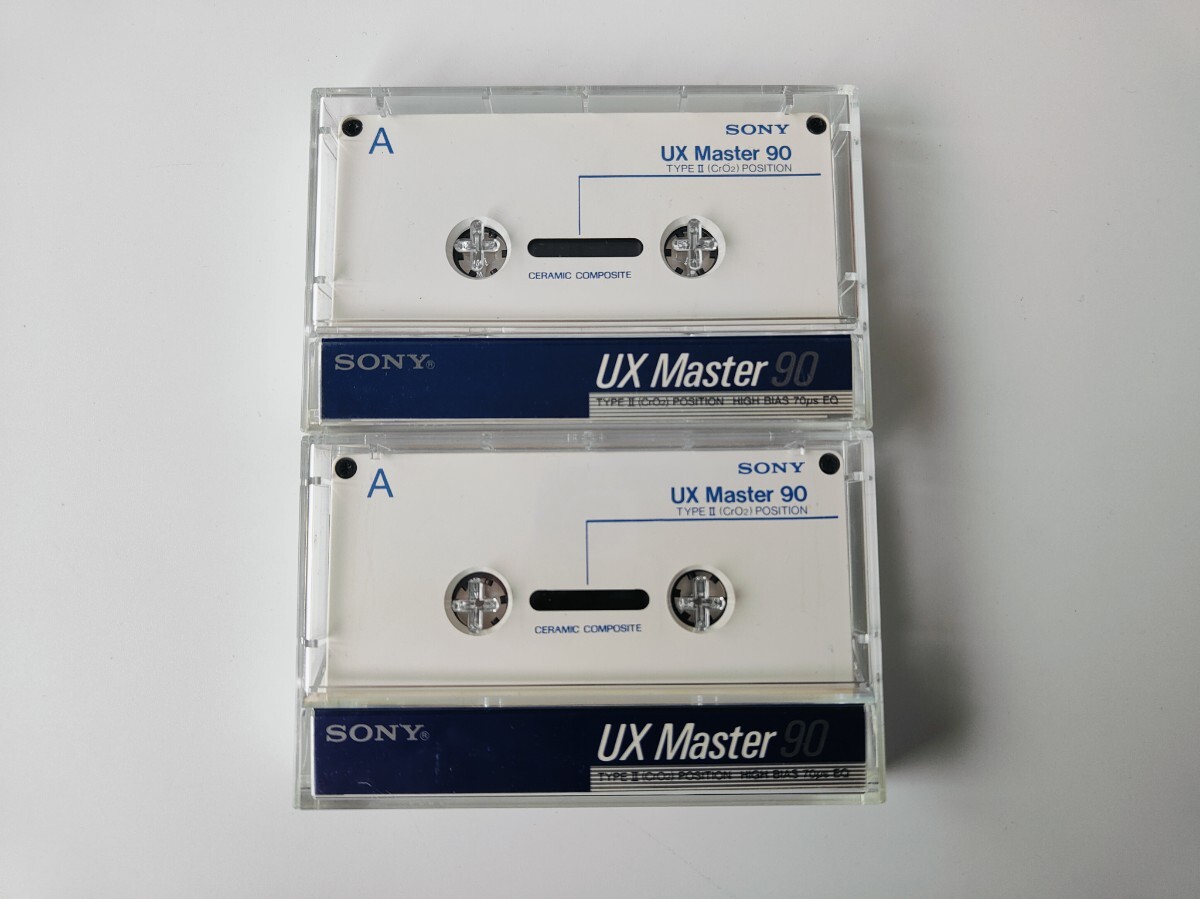 A
SONY
UX Master 90
TYPE II (CrO2) POSITION
CERAMIC COMPOSITE
SONY®
UX Master 90
TYPE II (CrO2) POSITION HIGH BIAS 70µs EQ
A
SONY
UX Master 90
TYPE II (CrO2) POSITION
CERAMIC COMPOSITE
SONY®
UX Master 90
TYPE II (CrO2) POSITION HIGH BIAS 70µs EQ